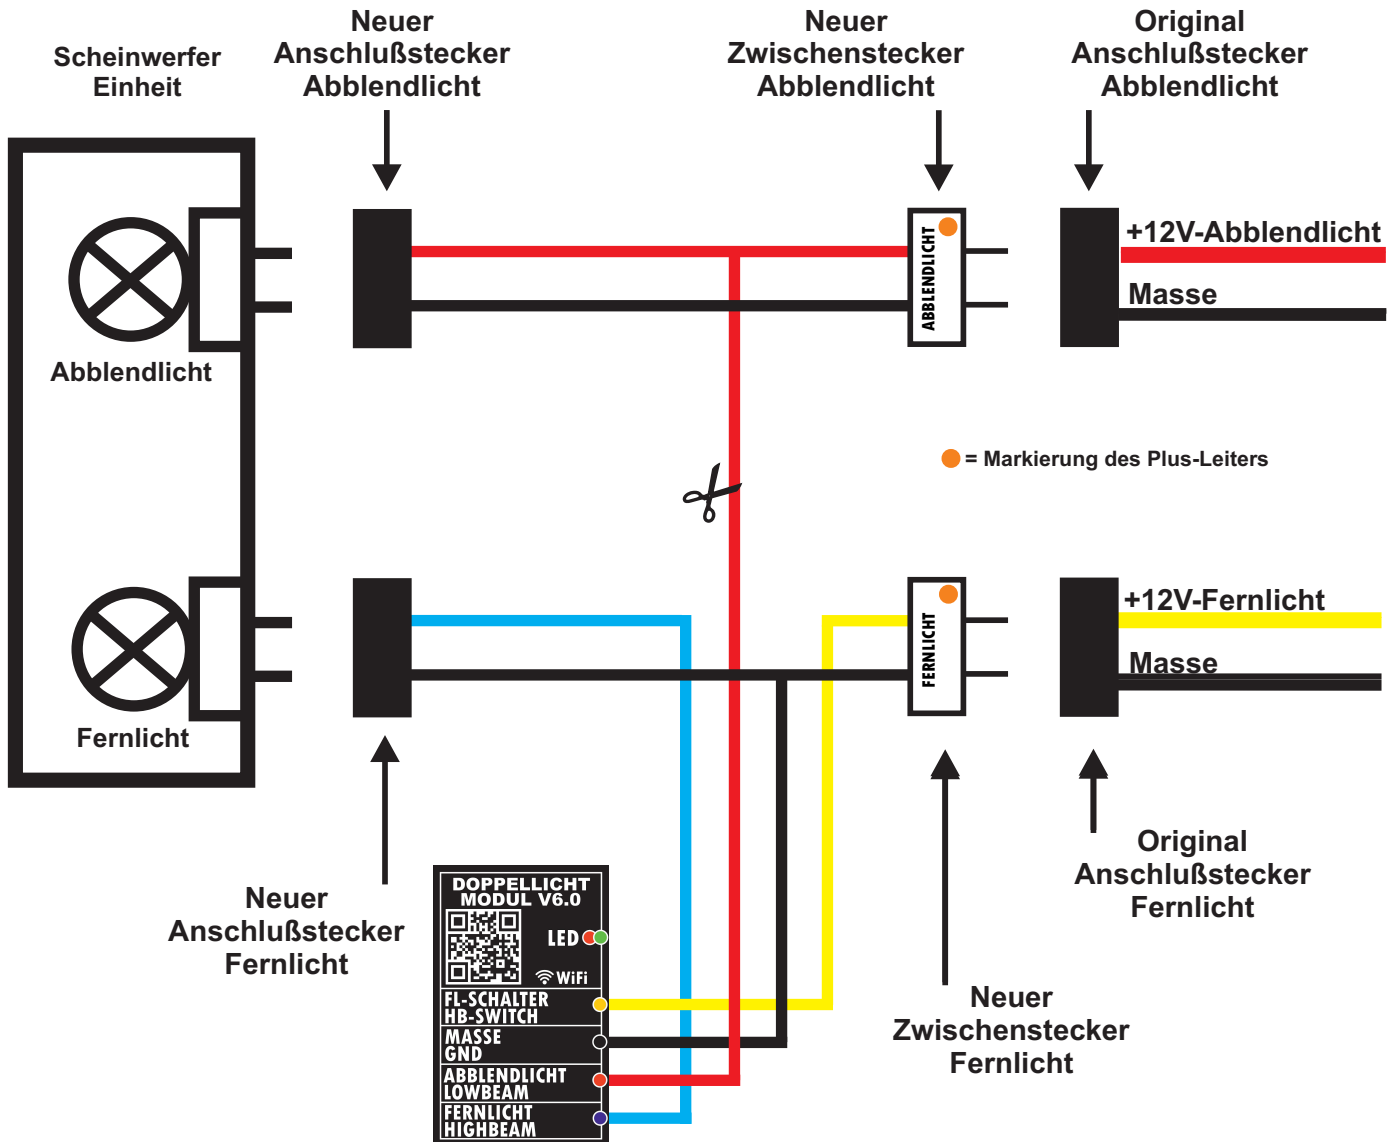 Scheinwerfer
Einheit
Neuer
Anschlußstecker
Abblendlicht
Neuer
Zwischenstecker
Abblendlicht
Original
Anschlußstecker
Abblendlicht
ABBLENDLICHT
+12V-Abblendlicht
Masse
Abblendlicht
= Markierung des Plus-Leiters
FERNLICHT
+12V-Fernlicht
Masse
Fernlicht
Neuer
Anschlußstecker
Fernlicht
Original
Anschlußstecker
Fernlicht
Neuer
Zwischenstecker
Fernlicht
DOPPELLICHT
MODUL V6.0
LED
WiFi
FL-SCHALTER
HB-SWITCH
MASSE
GND
ABBLENDLICHT
LOWBEAM
FERNLICHT
HIGHBEAM